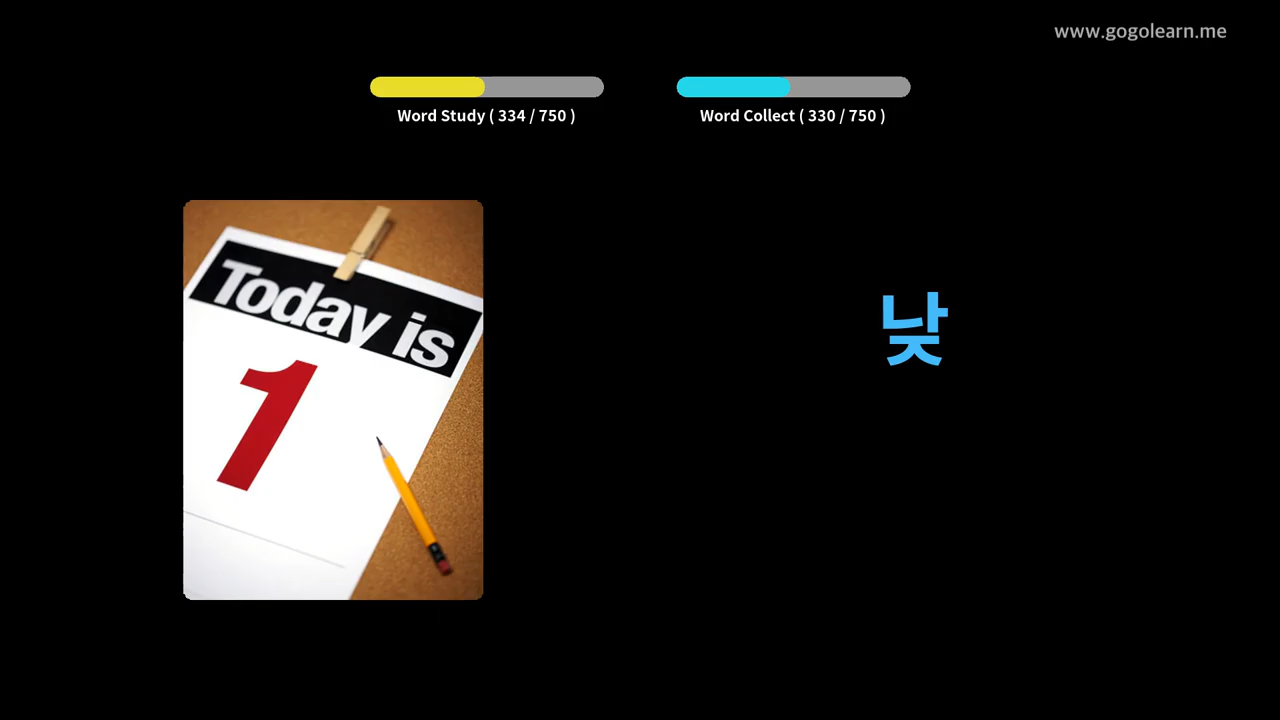 www.gogolearn.me
Word Study ( 334 / 750 )
Word Collect ( 330 / 750 )
Today is
1
낮